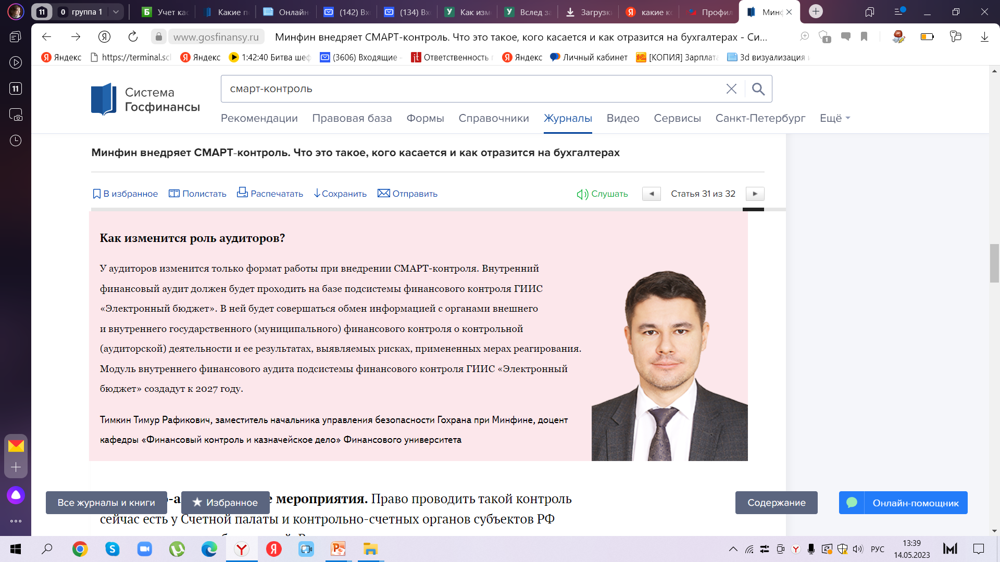 11
0 группа 1
Учет кас
Какие п
Онлайн-
(142) Вх
(134) Вх
Как изм
Вслед за
Загрузк
какие ко
Профил
Минф
www.gosfinansy.ru
Минфин внедряет СМАРТ-контроль. Что это такое, кого касается и как отразится на бухгалтерах - Си...
1
Яндекс
https://terminal.scl
Яндекс
1:42:40 Битва шеф
(3606) Входящие -
Ответственность г
Яндекс
Личный кабинет
[КОПИЯ] Зарплата
3d визуализация и
11
Система
Госфинансы
смарт-контроль
Рекомендации
Правовая база
Формы
Справочники
Журналы
Видео
Сервисы
Санкт-Петербург
Ещё
Минфин внедряет СМАРТ-контроль. Что это такое, кого касается и как отразится на бухгалтерах
В избранное
Полистать
Распечатать
Сохранить
Отправить
Слушать
Статья 31 из 32
Как изменится роль аудиторов?
У аудиторов изменится только формат работы при внедрении СМАРТ-контроля. Внутренний
финансовый аудит должен будет проходить на базе подсистемы финансового контроля ГИИС
«Электронный бюджет». В ней будет совершаться обмен информацией с органами внешнего
и внутреннего государственного (муниципального) финансового контроля о контрольной
(аудиторской) деятельности и ее результатах, выявляемых рисках, примененных мерах реагирования.
Модуль внутреннего финансового аудита подсистемы финансового контроля ГИИС «Электронный
бюджет» создадут к 2027 году.
Тимкин Тимур Рафикович, заместитель начальника управления безопасности Гохрана при Минфине, доцент
кафедры «Финансовый контроль и казначейское дело» Финансового университета
мероприятия. Право проводить такой контроль
сейчас есть у Счетной палаты и контрольно-счетных органов субъектов РФ
Все журналы и книги
Избранное
Содержание
Онлайн-помощник
РУС
13:39
14.05.2023